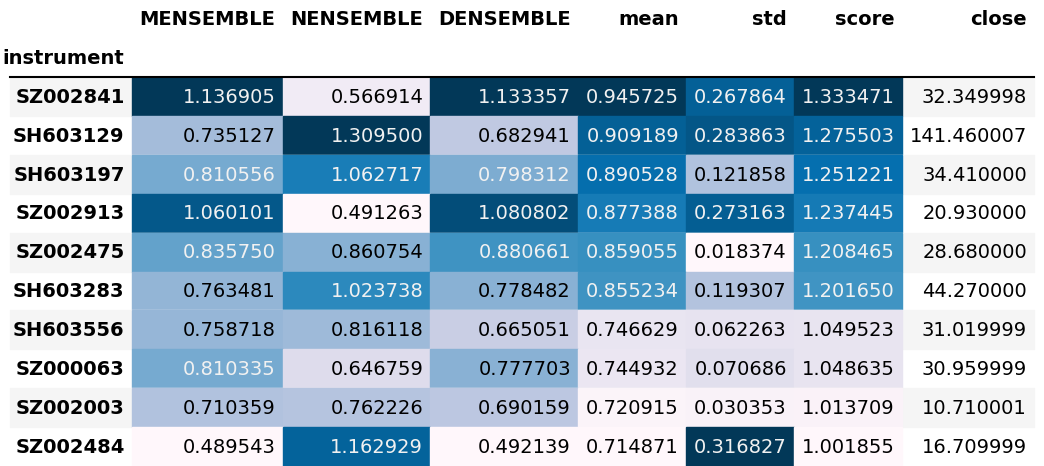 MENSEMBLE NENSEMBLE DENSEMBLE mean std score close
instrument
SZ002841 1.136905 0.566914 1.133357 0.945725 0.267864 1.333471 32.349998
SH603129 0.735127 1.309500 0.682941 0.909189 0.283863 1.275503 141.460007
SH603197 0.810556 1.062717 0.798312 0.890528 0.121858 1.251221 34.410000
SZ002913 1.060101 0.491263 1.080802 0.877388 0.273163 1.237445 20.930000
SZ002475 0.835750 0.860754 0.880661 0.859055 0.018374 1.208465 28.680000
SH603283 0.763481 1.023738 0.778482 0.855234 0.119307 1.201650 44.270000
SH603556 0.758718 0.816118 0.665051 0.746629 0.062263 1.049523 31.019999
SZ000063 0.810335 0.646759 0.777703 0.744932 0.070686 1.048635 30.959999
SZ002003 0.710359 0.762226 0.690159 0.720915 0.030353 1.013709 10.710001
SZ002484 0.489543 1.162929 0.492139 0.714871 0.316827 1.001855 16.709999